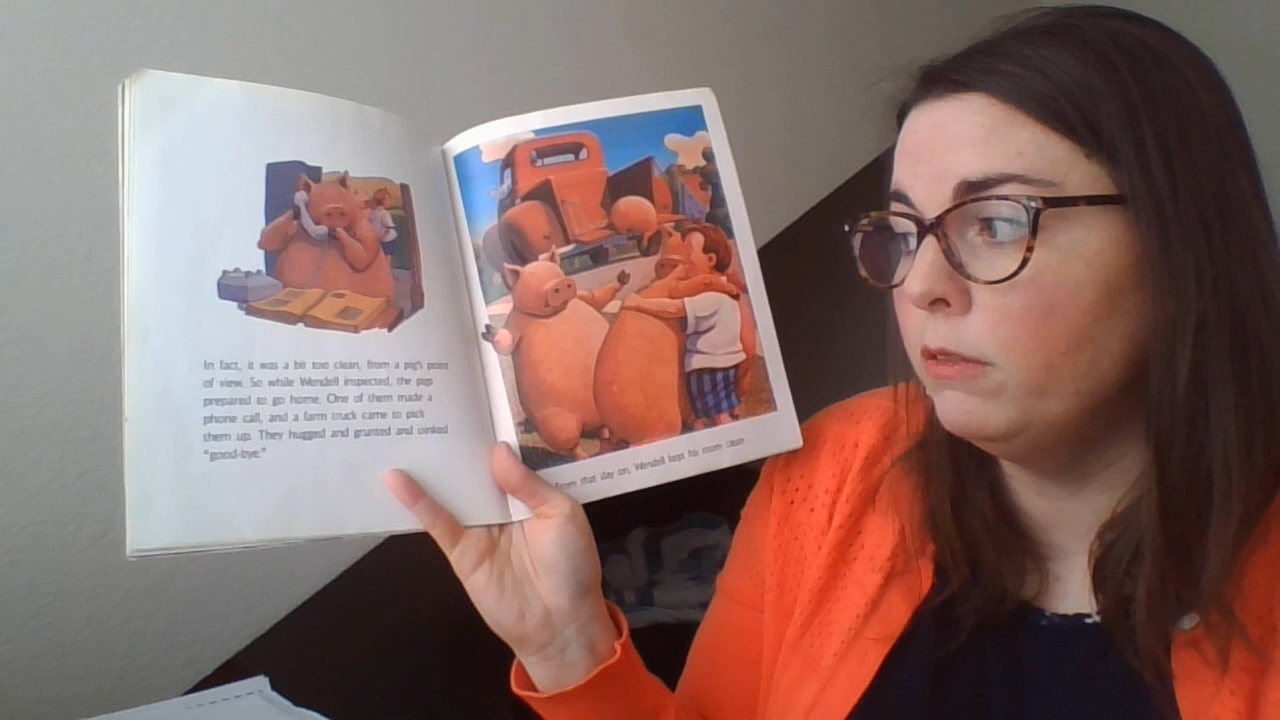 In fact, it was a bit too clean, from a pig's point
of view. So while Wendell inspected, the pigs
prepared to go home. One of them made a
phone call, and a farm truck came to pick
them up. They hugged and grunted and oinked
"good-bye."
From that day on, Wendell kept his room clean